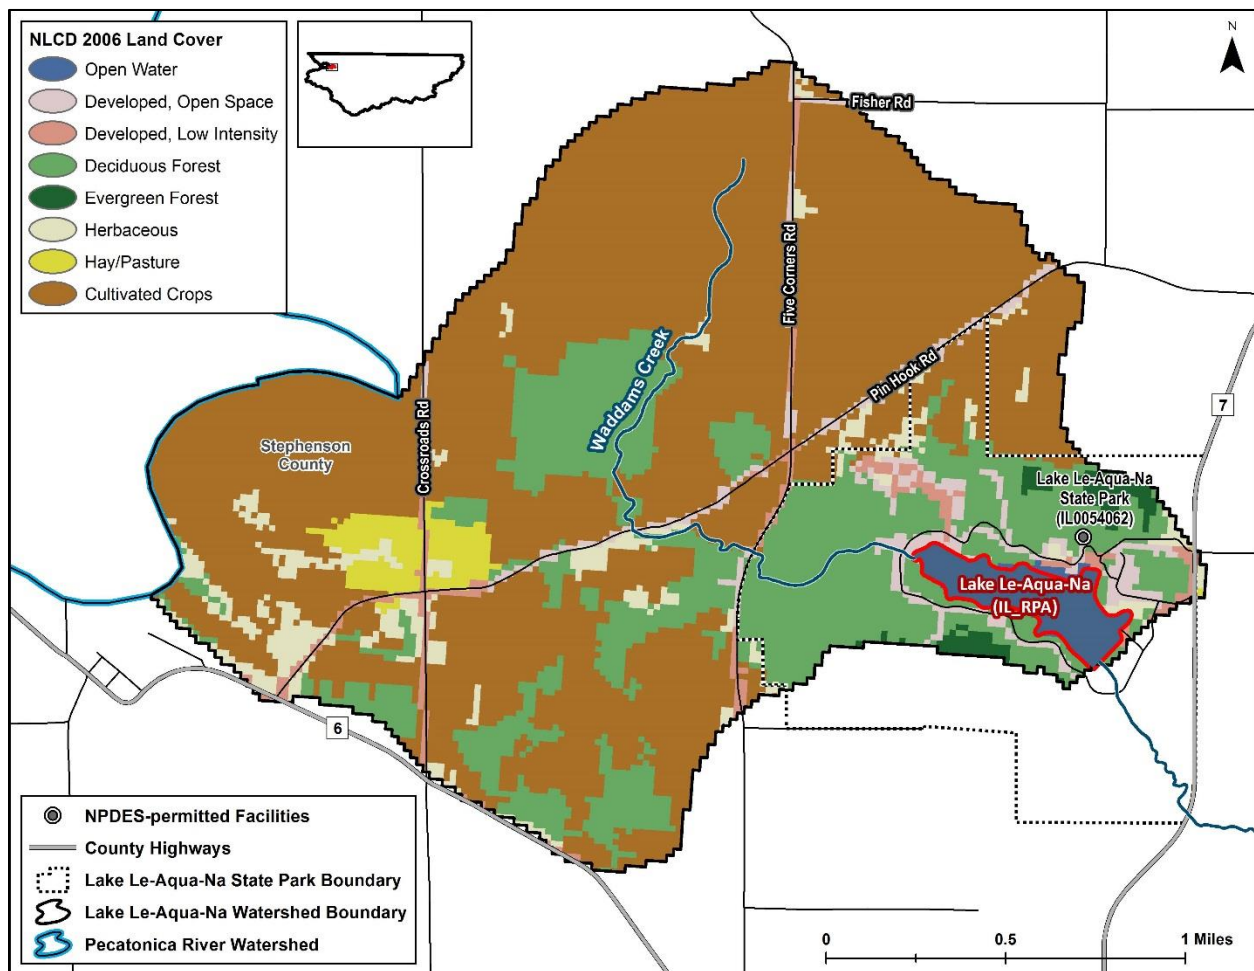 NLCD 2006 Land Cover
Open Water
Developed, Open Space
Developed, Low Intensity
Deciduous Forest
Evergreen Forest
Herbaceous
Hay/Pasture
Cultivated Crops
N
Fisher Rd
Five Corners Rd
Pin Hook Rd
Waddams Creek
Crossroads Rd
Stephenson
County
7
Lake Le-Aqua-Na
State Park
(IL0054062)
Lake Le-Aqua-Na
(IL_RPA)
6
NPDES-permitted Facilities
County Highways
Lake Le-Aqua-Na State Park Boundary
Lake Le-Aqua-Na Watershed Boundary
Pecatonica River Watershed
0 0.5 1 Miles